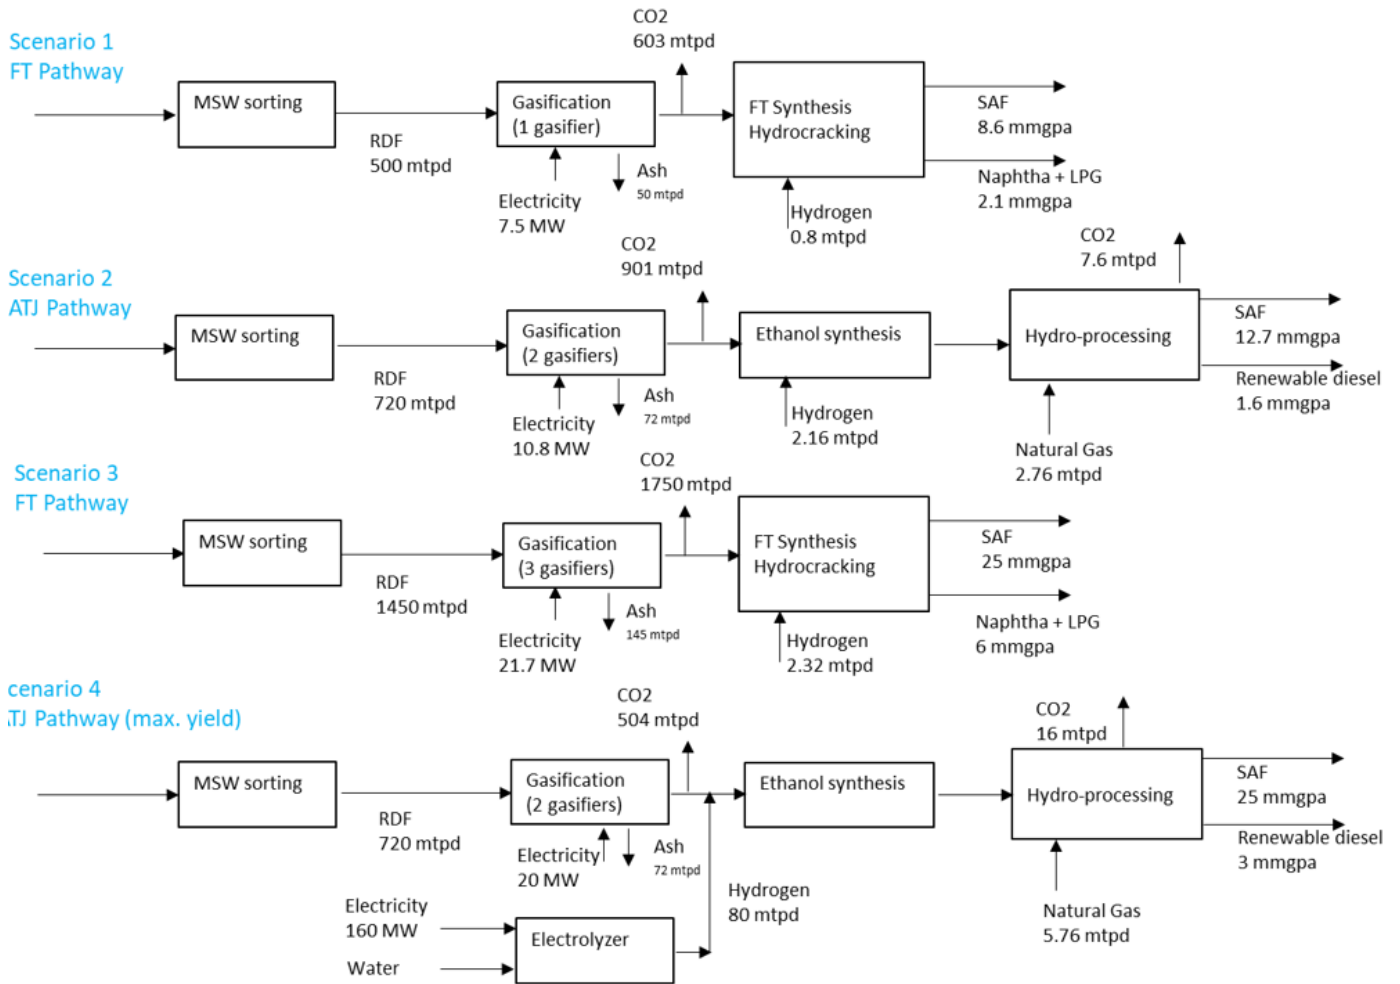 Scenario 1
FT Pathway
MSW sorting
RDF
500 mtpd
Gasification
(1 gasifier)
Electricity
7.5 MW
Ash
50 mtpd
CO2
603 mtpd
FT Synthesis
Hydrocracking
Hydrogen
0.8 mtpd
SAF
8.6 mmgpa
Naphtha + LPG
2.1 mmgpa
Scenario 2
ATJ Pathway
MSW sorting
RDF
720 mtpd
Gasification
(2 gasifiers)
Electricity
10.8 MW
Ash
72 mtpd
CO2
901 mtpd
Ethanol synthesis
Hydrogen
2.16 mtpd
Hydro-processing
Natural Gas
2.76 mtpd
CO2
7.6 mtpd
SAF
12.7 mmgpa
Renewable diesel
1.6 mmgpa
Scenario 3
FT Pathway
MSW sorting
RDF
1450 mtpd
Gasification
(3 gasifiers)
Electricity
21.7 MW
Ash
145 mtpd
CO2
1750 mtpd
FT Synthesis
Hydrocracking
Hydrogen
2.32 mtpd
SAF
25 mmgpa
Naphtha + LPG
6 mmgpa
cenario 4
TJ Pathway (max. yield)
MSW sorting
RDF
720 mtpd
Gasification
(2 gasifiers)
Electricity
20 MW
Ash
72 mtpd
CO2
504 mtpd
Electricity
160 MW
Water
Electrolyzer
Hydrogen
80 mtpd
Ethanol synthesis
Hydro-processing
Natural Gas
5.76 mtpd
CO2
16 mtpd
SAF
25 mmgpa
Renewable diesel
3 mmgpa